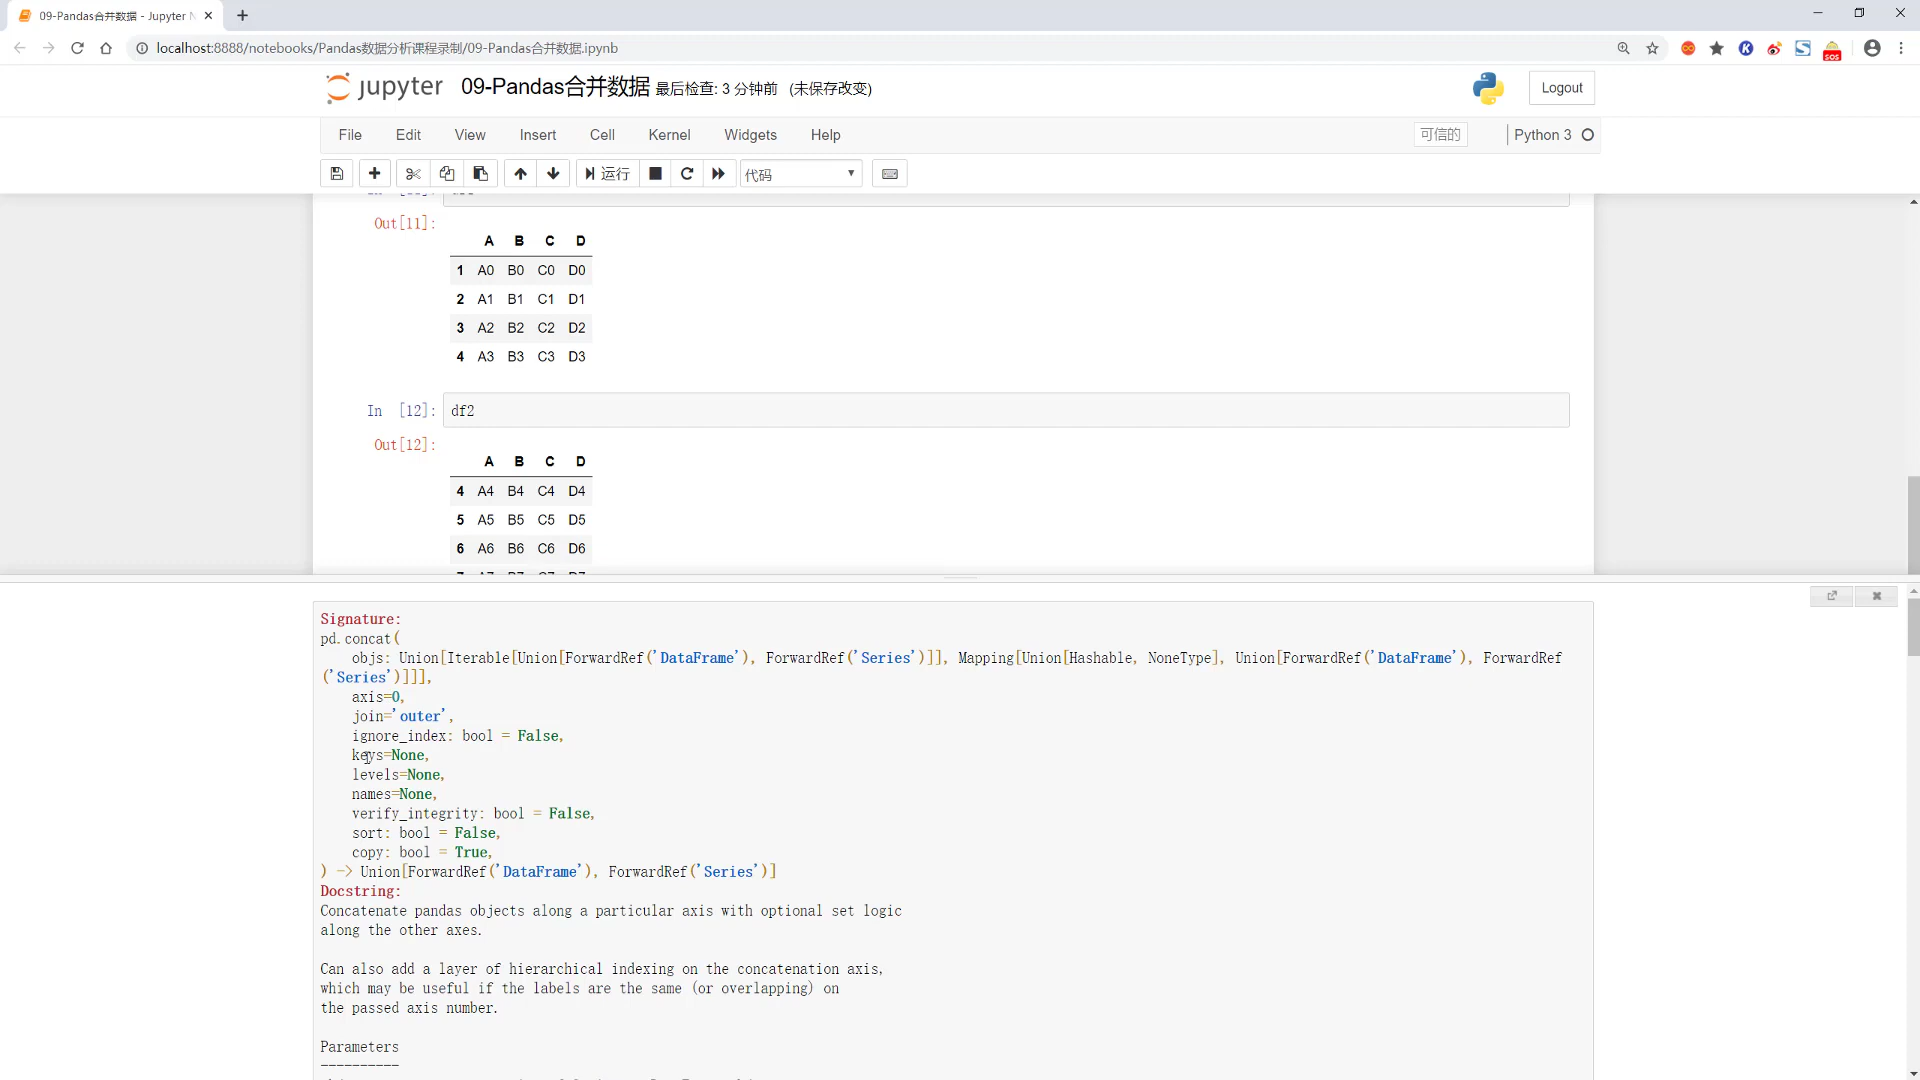 09-Pandas合并数据 - Jupyter N
localhost:8888/notebooks/Pandas数据分析课程录制/09-Pandas合并数据.ipynb
SOS
jupyter 09-Pandas合并数据 最后检查: 3 分钟前 (未保存改变)
Logout
File Edit View Insert Cell Kernel Widgets Help 可信的 Python 3
运行 代码
Out[11]:
A B C D
1 A0 B0 C0 D0
2 A1 B1 C1 D1
3 A2 B2 C2 D2
4 A3 B3 C3 D3
In [12]: df2
Out[12]:
A B C D
4 A4 B4 C4 D4
5 A5 B5 C5 D5
6 A6 B6 C6 D6
Signature:
pd.concat(
objs: Union[Iterable[Union[ForwardRef('DataFrame'), ForwardRef('Series')]], Mapping[Union[Hashable, NoneType], Union[ForwardRef('DataFrame'), ForwardRef
('Series')]]],
axis=0,
join='outer',
ignore_index: bool = False,
keys=None,
levels=None,
names=None,
verify_integrity: bool = False,
sort: bool = False,
copy: bool = True,
) -> Union[ForwardRef('DataFrame'), ForwardRef('Series')]
Docstring:
Concatenate pandas objects along a particular axis with optional set logic
along the other axes.
Can also add a layer of hierarchical indexing on the concatenation axis,
which may be useful if the labels are the same (or overlapping) on
the passed axis number.
Parameters
----------